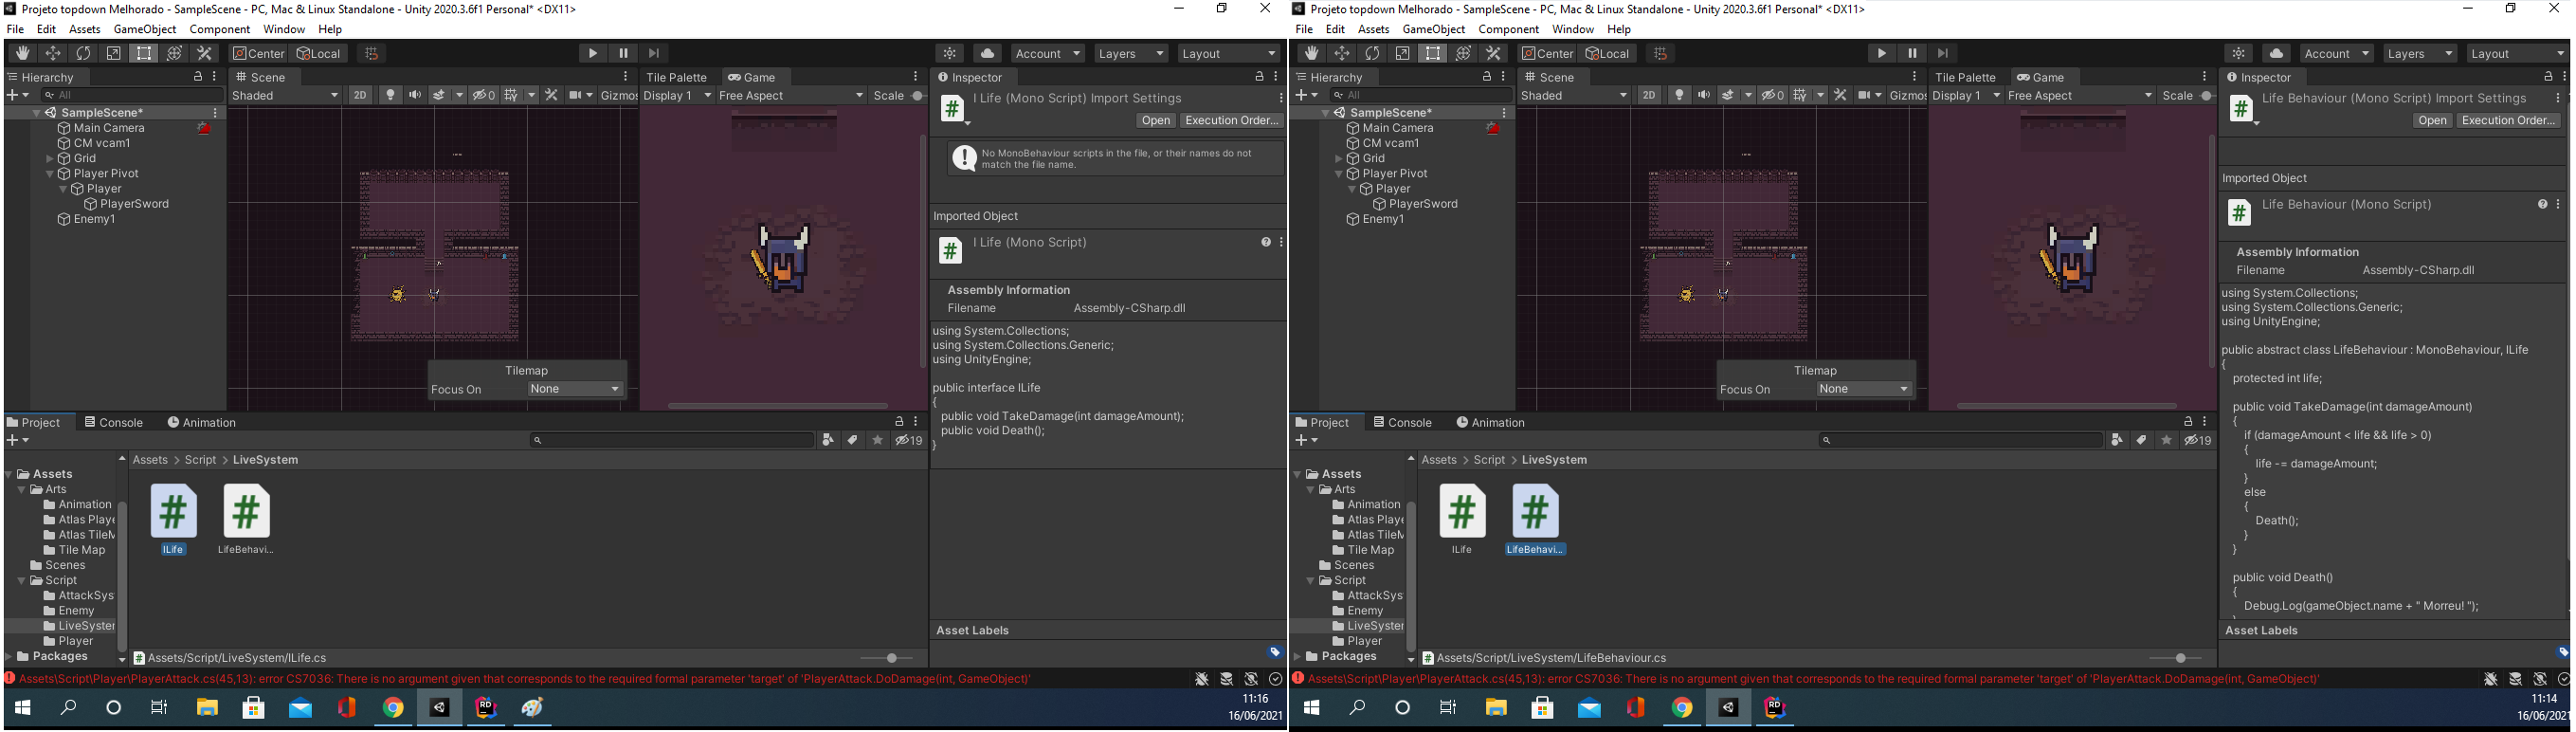 Projeto topdown Melhorado - SampleScene - PC, Mac & Linux Standalone - Unity 2020.3.6f1 Personal* <DX11>
File Edit Assets GameObject Component Window Help
Center Local Account Layers Layout
Hierarchy
All
SampleScene*
Main Camera
CM vcam1
Grid
Player Pivot
Player
PlayerSword
Enemy1
Scene
Shaded 2D 0 Gizmos
Tilemap
Focus On None
Tile Palette Game
Display 1 Free Aspect Scale
Inspector
I Life (Mono Script) Import Settings
Open Execution Order...
No MonoBehaviour scripts in the file, or their names do not
match the file name.
Imported Object
I Life (Mono Script)
Assembly Information
Filename Assembly-CSharp.dll
using System.Collections;
using System.Collections.Generic;
using UnityEngine;
public interface ILife
{
public void TakeDamage(int damageAmount);
public void Death();
}
Asset Labels
Project Console Animation
19
Assets
Arts
Animation
Atlas Playe
Atlas TileM
Tile Map
Scenes
Script
AttackSys
Enemy
LiveSyster
Player
Packages
Assets > Script > LiveSystem
ILife LifeBehavi...
Assets/Script/LiveSystem/ILife.cs
Assets\Script\Player\PlayerAttack.cs(45,13): error CS7036: There is no argument given that corresponds to the required formal parameter 'target' of 'PlayerAttack.DoDamage(int, GameObject)'
11:16
16/06/2021
Projeto topdown Melhorado - SampleScene - PC, Mac & Linux Standalone - Unity 2020.3.6f1 Personal* <DX11>
File Edit Assets GameObject Component Window Help
Center Local Account Layers Layout
Hierarchy
All
SampleScene*
Main Camera
CM vcam1
Grid
Player Pivot
Player
PlayerSword
Enemy1
Scene
Shaded 2D 0 Gizmos
Tilemap
Focus On None
Tile Palette Game
Display 1 Free Aspect Scale
Inspector
Life Behaviour (Mono Script) Import Settings
Open Execution Order...
Imported Object
Life Behaviour (Mono Script)
Assembly Information
Filename Assembly-CSharp.dll
using System.Collections;
using System.Collections.Generic;
using UnityEngine;
public abstract class LifeBehaviour : MonoBehaviour, ILife
{
protected int life;
public void TakeDamage(int damageAmount)
{
if (damageAmount < life && life > 0)
{
life -= damageAmount;
}
else
{
Death();
}
}
public void Death()
{
Debug.Log(gameObject.name + " Morreu! ");
Asset Labels
Project Console Animation
19
Assets
Arts
Animation
Atlas Playe
Atlas TileM
Tile Map
Scenes
Script
AttackSys
Enemy
LiveSyster
Player
Packages
Assets > Script > LiveSystem
ILife LifeBehavi...
Assets/Script/LiveSystem/LifeBehaviour.cs
Assets\Script\Player\PlayerAttack.cs(45,13): error CS7036: There is no argument given that corresponds to the required formal parameter 'target' of 'PlayerAttack.DoDamage(int, GameObject)'
11:14
16/06/2021